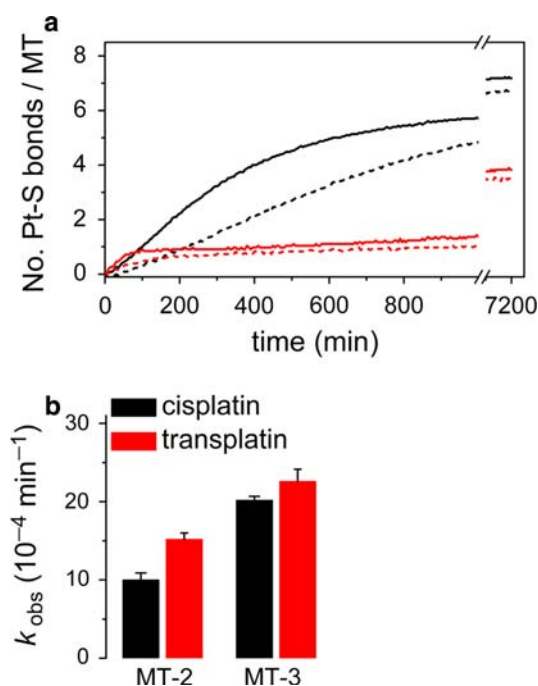 a
No. Pt-S bonds / MT
8
6
4
2
0
0 200 400 600 800 7200
time (min)
b
cisplatin
transplatin
k obs (10⁻⁴ min⁻¹)
30
20
10
0
MT-2 MT-3